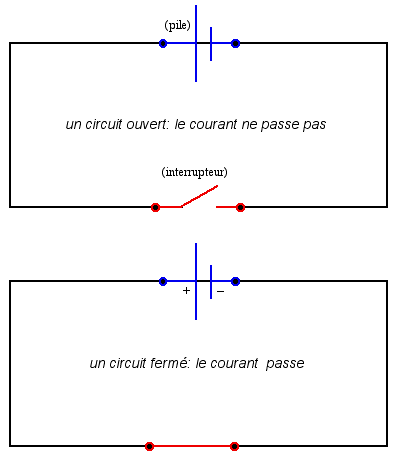 (pile)
un circuit ouvert: le courant ne passe pas
(interrupteur)
+ −
un circuit fermé: le courant passe